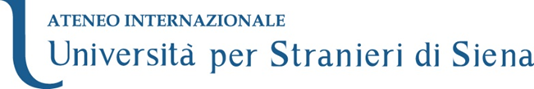 ATENEO INTERNAZIONALE
Università per Stranieri di Siena